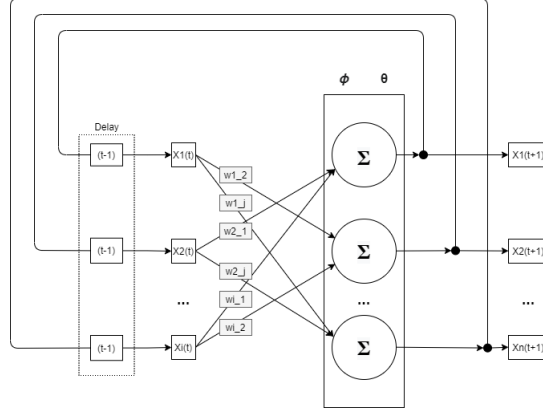 ϕ θ
Delay
(t-1) X1(t) Σ X1(t+1)
w1_2
w1_j
w2_1
(t-1) X2(t) Σ X2(t+1)
w2_j
wi_1
... ... ...
wi_2
(t-1) Xi(t) Σ Xn(t+1)